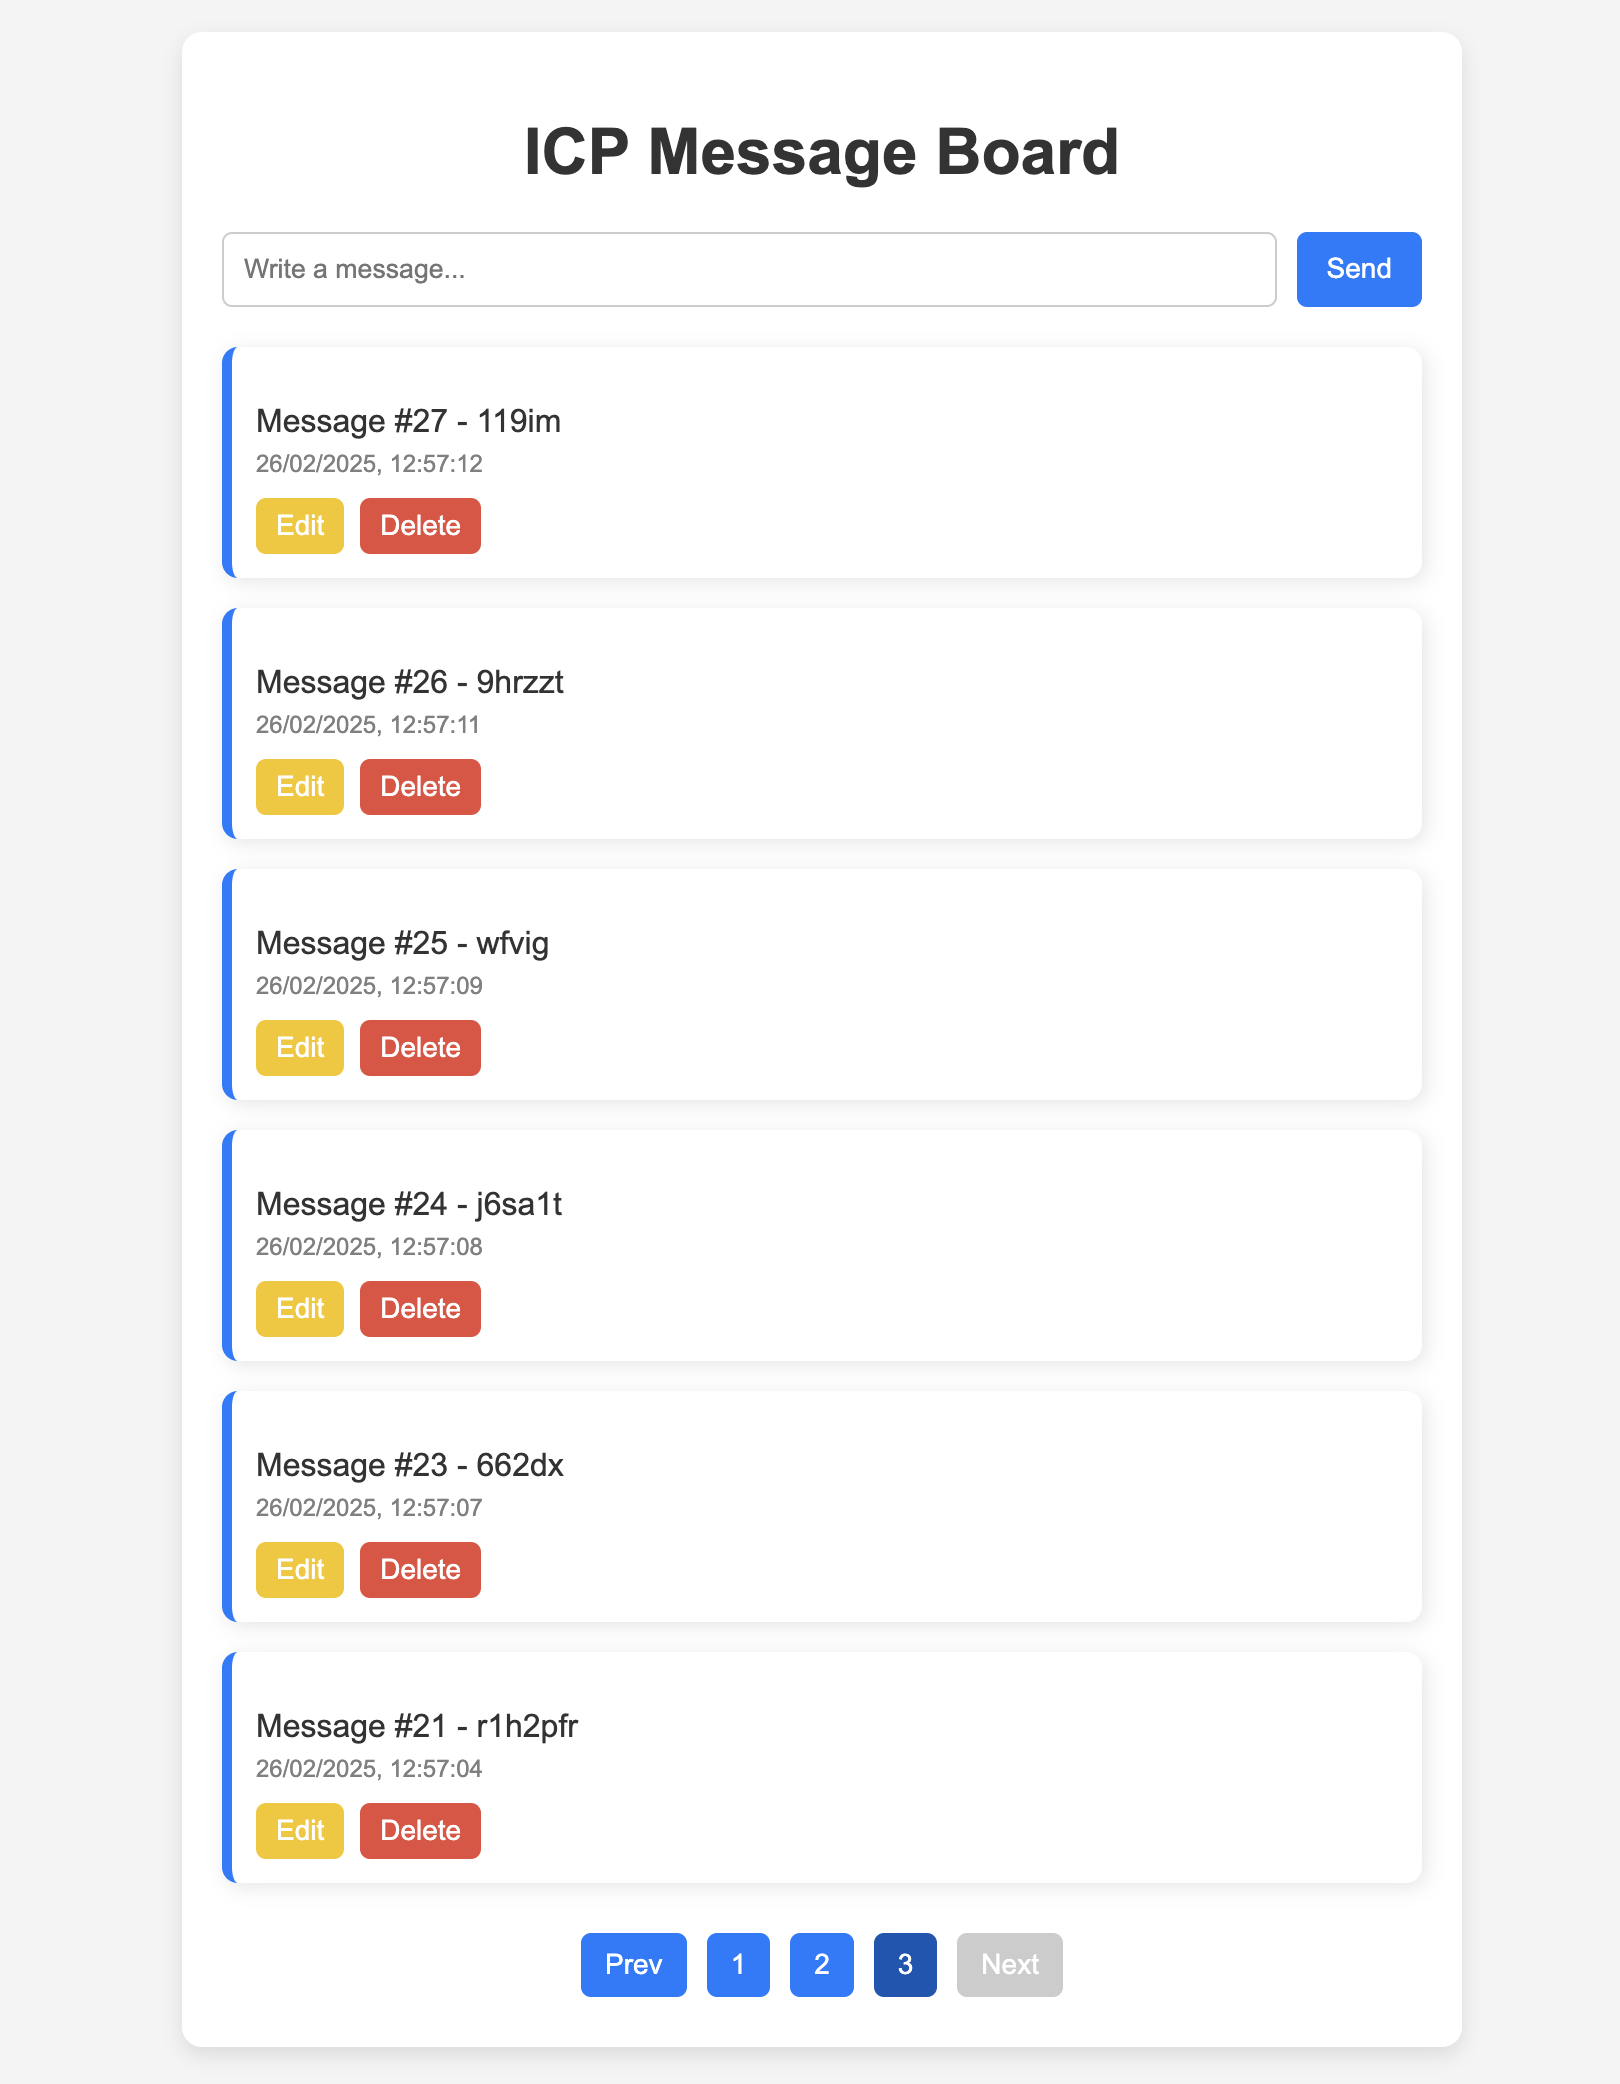 ICP Message Board
Write a message...
Send
Message #27 - 119im
26/02/2025, 12:57:12
Edit Delete
Message #26 - 9hrzzt
26/02/2025, 12:57:11
Edit Delete
Message #25 - wfvig
26/02/2025, 12:57:09
Edit Delete
Message #24 - j6sa1t
26/02/2025, 12:57:08
Edit Delete
Message #23 - 662dx
26/02/2025, 12:57:07
Edit Delete
Message #21 - r1h2pfr
26/02/2025, 12:57:04
Edit Delete
Prev 1 2 3 Next